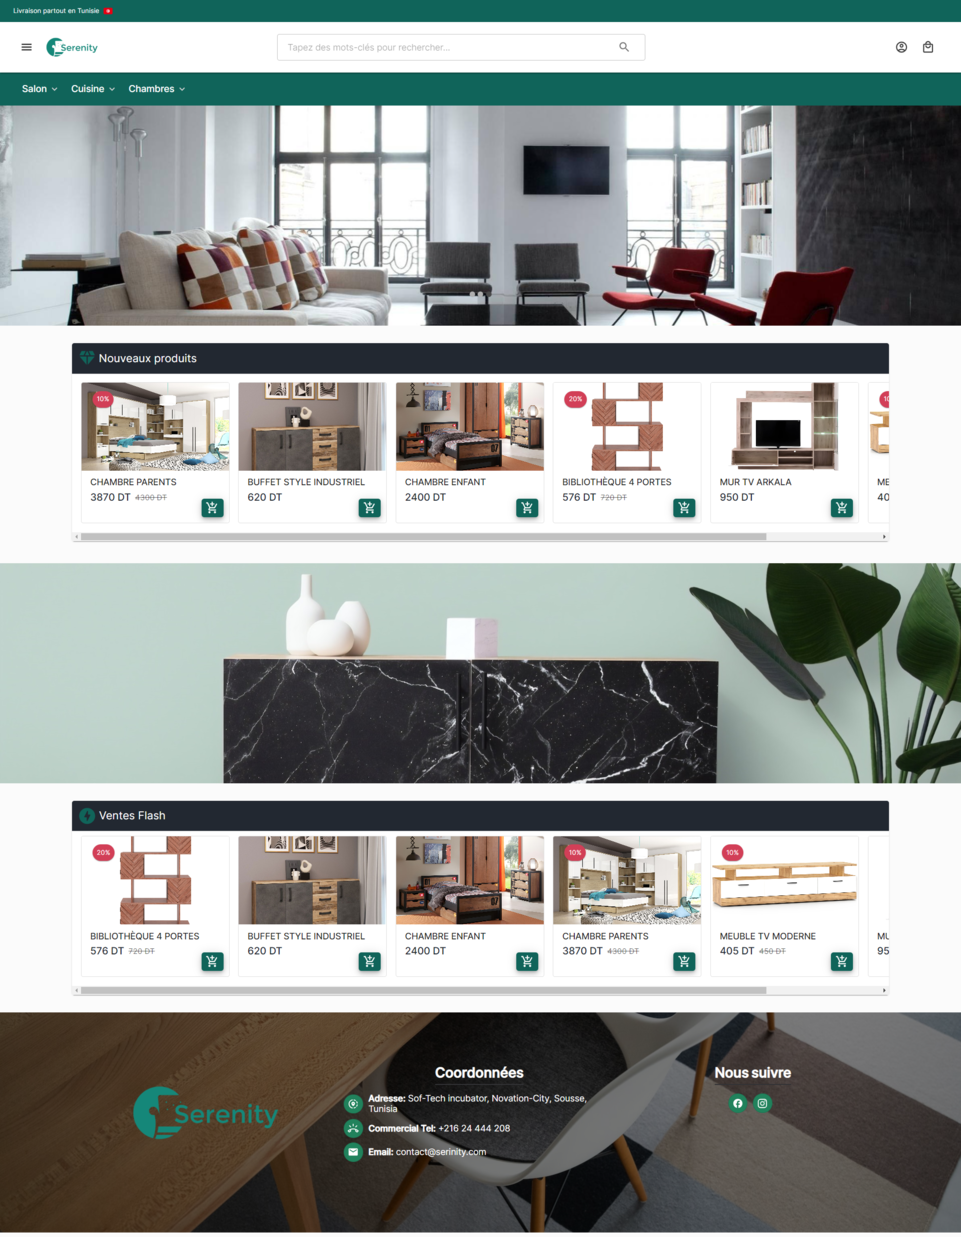 Livraison partout en Tunisie
Serenity
Tapez des mots-clés pour rechercher...
Salon
Cuisine
Chambres
Nouveaux produits
10%
20%
10
CHAMBRE PARENTS
BUFFET STYLE INDUSTRIEL
CHAMBRE ENFANT
BIBLIOTHÈQUE 4 PORTES
MUR TV ARKALA
ME
3870 DT 4300 DT
620 DT
2400 DT
576 DT 720 DT
950 DT
40
Ventes Flash
20%
10%
10%
BIBLIOTHÈQUE 4 PORTES
BUFFET STYLE INDUSTRIEL
CHAMBRE ENFANT
CHAMBRE PARENTS
MEUBLE TV MODERNE
MU
576 DT 720 DT
620 DT
2400 DT
3870 DT 4300 DT
405 DT 450 DT
95
Serenity
Coordonnées
Adresse: Sof-Tech incubator, Novation-City, Sousse,
Tunisia
Commercial Tel: +216 24 444 208
Email: contact@serinity.com
Nous suivre